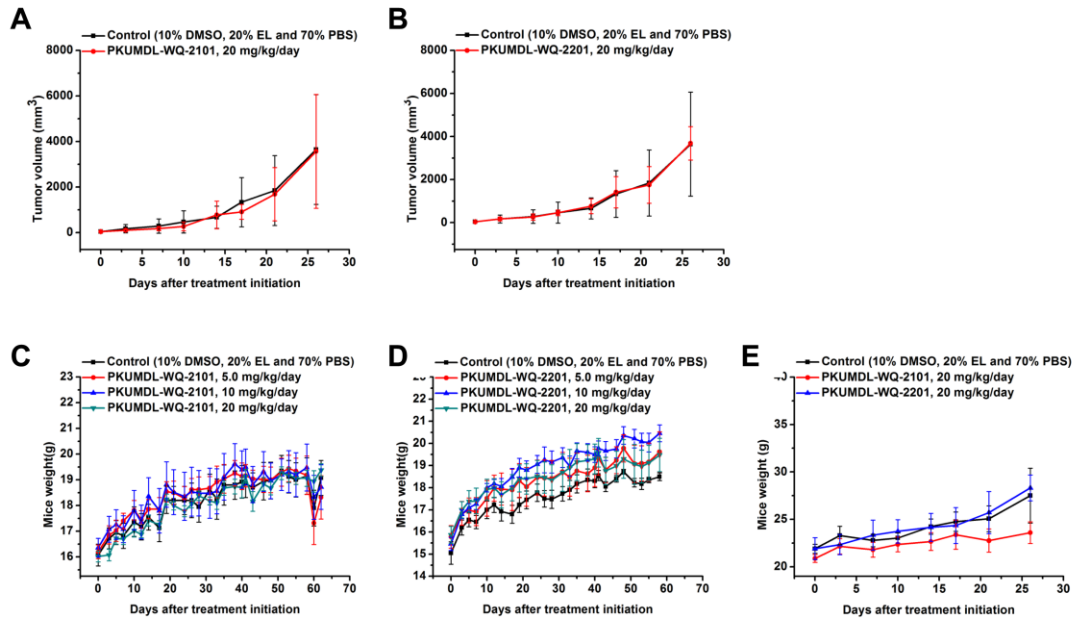 A
Control (10% DMSO, 20% EL and 70% PBS)
PKUMDL-WQ-2101, 20 mg/kg/day
8000
6000
4000
2000
0
Tumor volume (mm³)
0 5 10 15 20 25 30
Days after treatment initiation
B
Control (10% DMSO, 20% EL and 70% PBS)
PKUMDL-WQ-2201, 20 mg/kg/day
8000
6000
4000
2000
0
Tumor volume (mm³)
0 5 10 15 20 25 30
Days after treatment initiation
C
Control (10% DMSO, 20% EL and 70% PBS)
PKUMDL-WQ-2101, 5.0 mg/kg/day
PKUMDL-WQ-2101, 10 mg/kg/day
PKUMDL-WQ-2101, 20 mg/kg/day
23
22
21
20
19
18
17
16
Mice weight(g)
0 10 20 30 40 50 60 70
Days after treatment initiation
D
Control (10% DMSO, 20% EL and 70% PBS)
PKUMDL-WQ-2201, 5.0 mg/kg/day
PKUMDL-WQ-2201, 10 mg/kg/day
PKUMDL-WQ-2201, 20 mg/kg/day
21
20
19
18
17
16
15
14
Mice weight(g)
0 10 20 30 40 50 60 70
Days after treatment initiation
E
Control (10% DMSO, 20% EL and 70% PBS)
PKUMDL-WQ-2101, 20 mg/kg/day
PKUMDL-WQ-2201, 20 mg/kg/day
40
35
30
25
20
Mice weight (g)
0 5 10 15 20 25 30
Days after treatment initiation